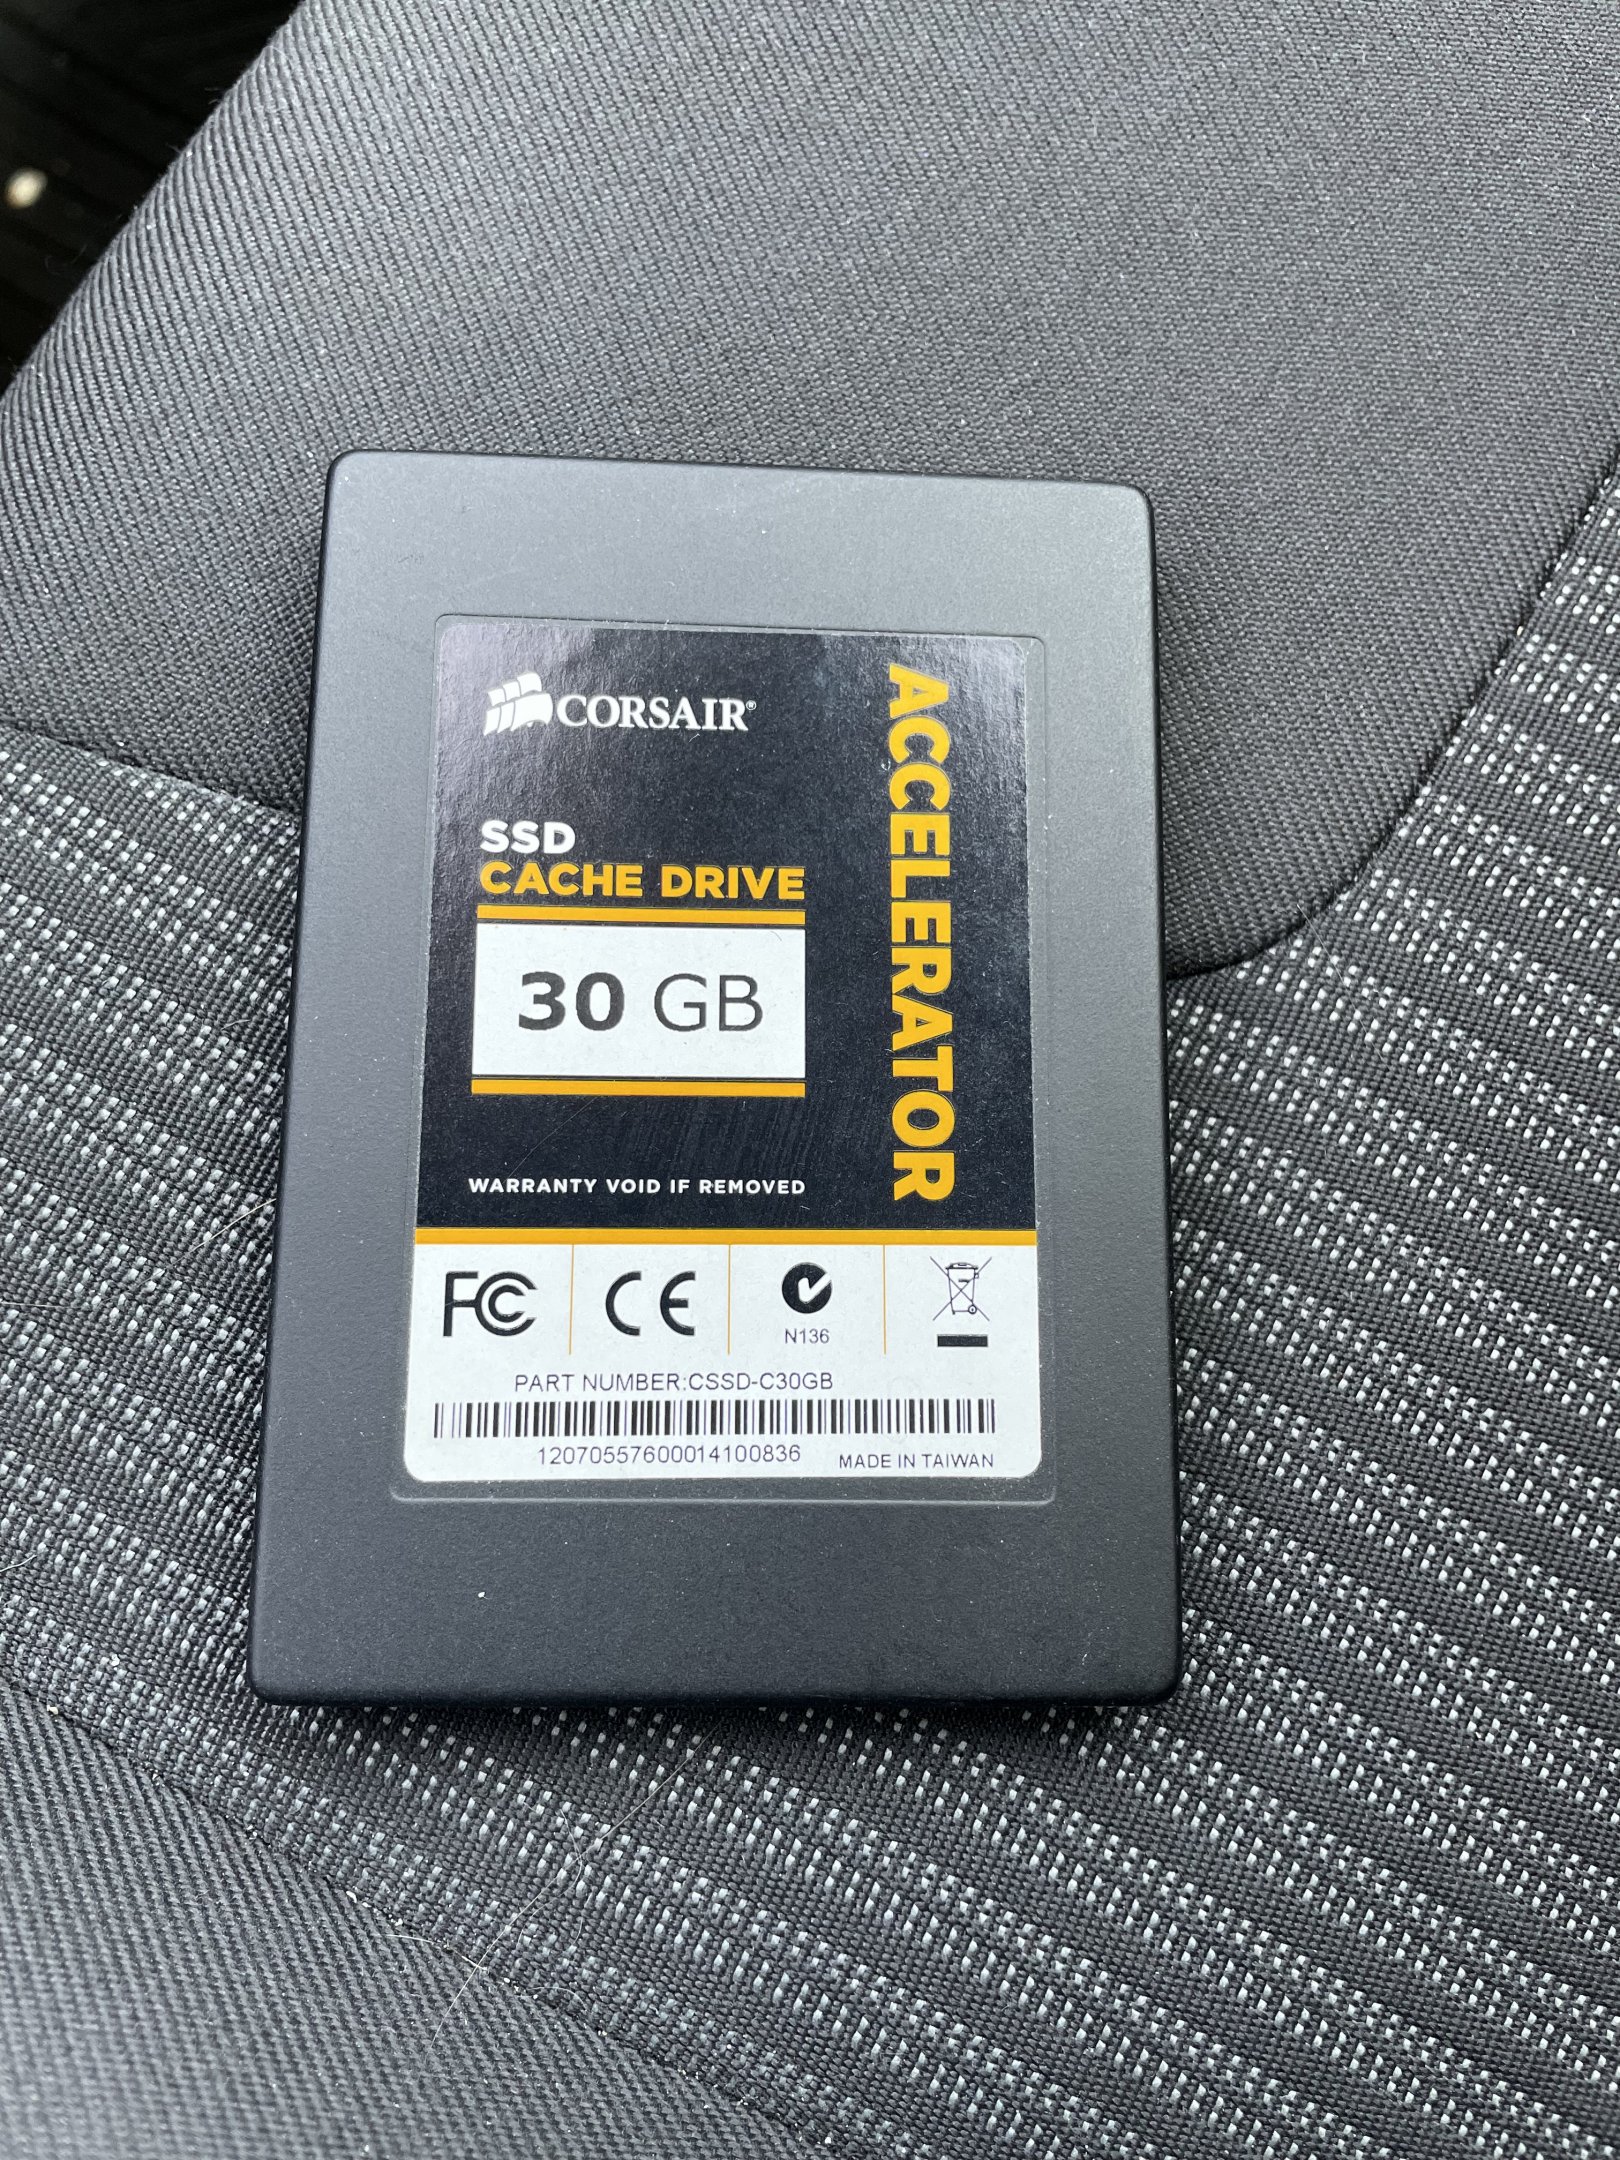 CORSAIR®
ACCELERATOR
SSD
CACHE DRIVE
30 GB
WARRANTY VOID IF REMOVED
FC CE N136
PART NUMBER:CSSD-C30GB
12070557600014100836 MADE IN TAIWAN